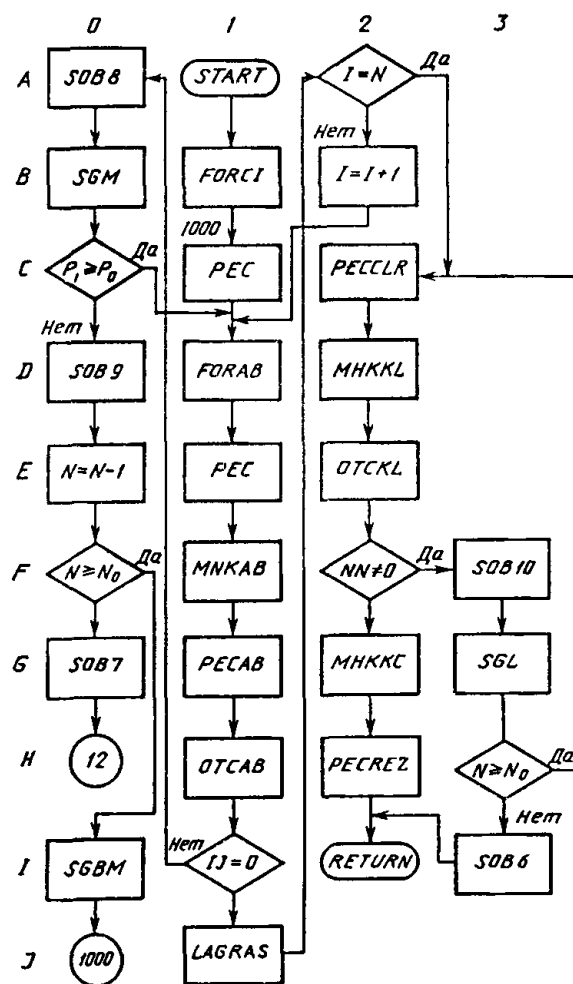 0 1 2 3
A SOB8 START I=N Да
Нет
B SGM FORCI I=I+1
1000
C P₁≥P₀ Да PEC PECCLR
Нет
D SOB9 FORAB MHKKL
E N=N-1 PEC OTCKL
F N≥N₀ Да MNKAB NN≠0 Да SOB10
G SOB7 PECAB MHKKC SGL
H 12 OTCAB PECREZ N≥N₀ Да
Нет
I SGBM Нет IJ=0 RETURN SOB6
J 1000 LAGRAS